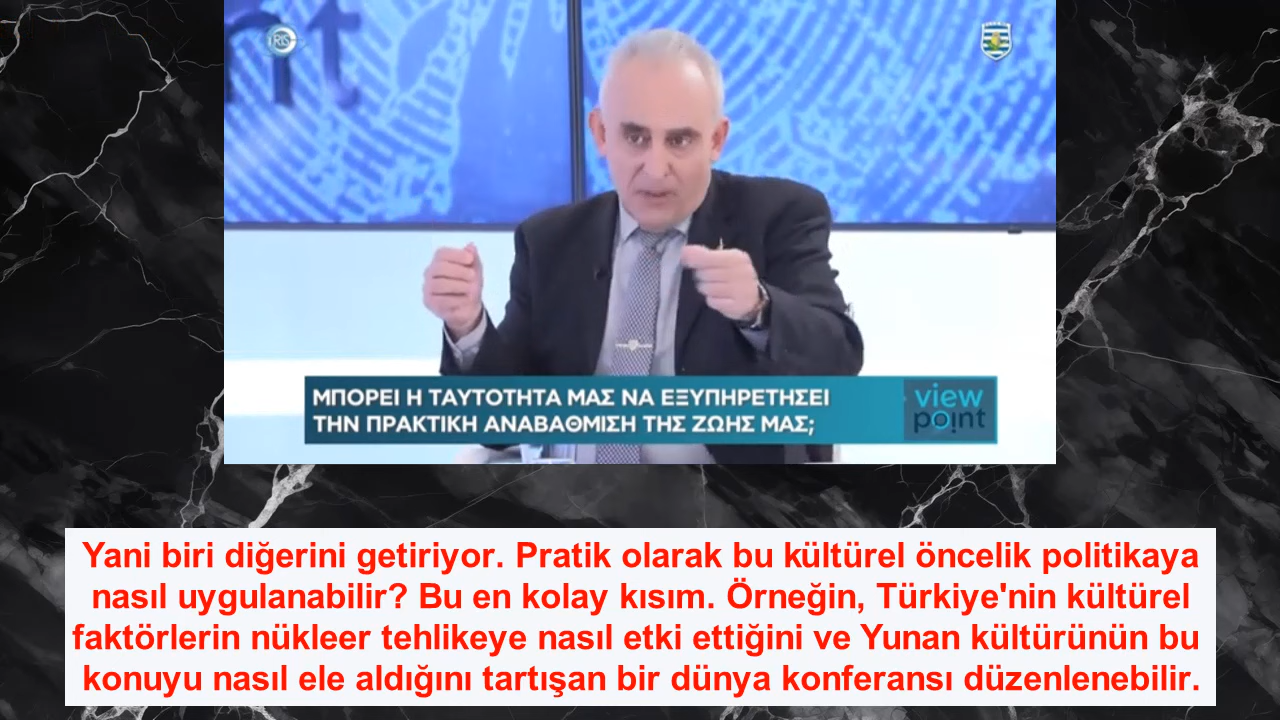 IRIS
nt
ΜΠΟΡΕΙ Η ΤΑΥΤΟΤΗΤΑ ΜΑΣ ΝΑ ΕΞΥΠΗΡΕΤΗΣΕΙ
ΤΗΝ ΠΡΑΚΤΙΚΗ ΑΝΑΒΑΘΜΙΣΗ ΤΗΣ ΖΩΗΣ ΜΑΣ;
view
point
Yani biri diğerini getiriyor. Pratik olarak bu kültürel öncelik politikaya
nasıl uygulanabilir? Bu en kolay kısım. Örneğin, Türkiye'nin kültürel
faktörlerin nükleer tehlikeye nasıl etki ettiğini ve Yunan kültürünün bu
konuyu nasıl ele aldığını tartışan bir dünya konferansı düzenlenebilir.